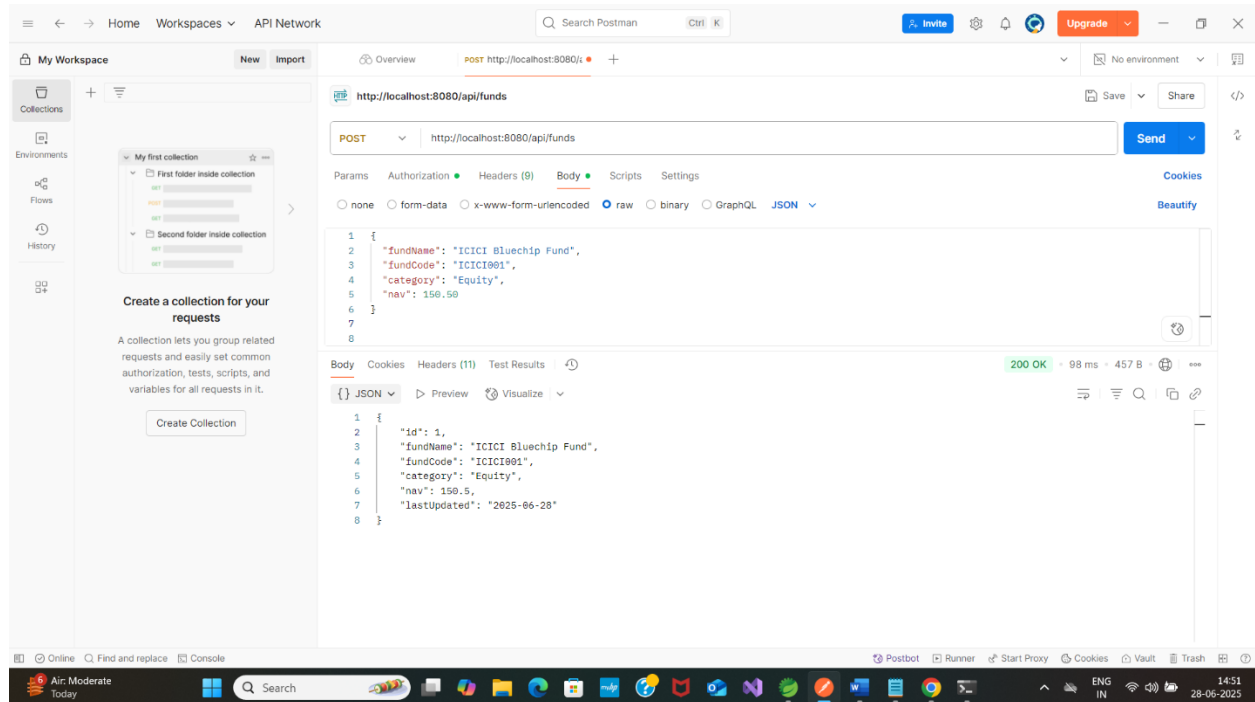 Home Workspaces API Network Search Postman Ctrl K Invite Upgrade
My Workspace New Import Overview POST http://localhost:8080/a No environment
Collections
Environments
Flows
History
My first collection
First folder inside collection
GET
POST
GET
Second folder inside collection
GET
GET
Create a collection for your
requests
A collection lets you group related
requests and easily set common
authorization, tests, scripts, and
variables for all requests in it.
Create Collection
HTTP http://localhost:8080/api/funds Save Share
POST http://localhost:8080/api/funds Send
Params Authorization Headers (9) Body Scripts Settings Cookies
none form-data x-www-form-urlencoded raw binary GraphQL JSON Beautify
1 {
2 "fundName": "ICICI Bluechip Fund",
3 "fundCode": "ICICI001",
4 "category": "Equity",
5 "nav": 150.50
6 }
7
8
Body Cookies Headers (11) Test Results 200 OK 98 ms 457 B
{} JSON Preview Visualize
1 {
2 "id": 1,
3 "fundName": "ICICI Bluechip Fund",
4 "fundCode": "ICICI001",
5 "category": "Equity",
6 "nav": 150.5,
7 "lastUpdated": "2025-06-28"
8 }
Online Find and replace Console Postbot Runner Start Proxy Cookies Vault Trash
6 Air: Moderate
Today
Search
ENG
IN
14:51
28-06-2025